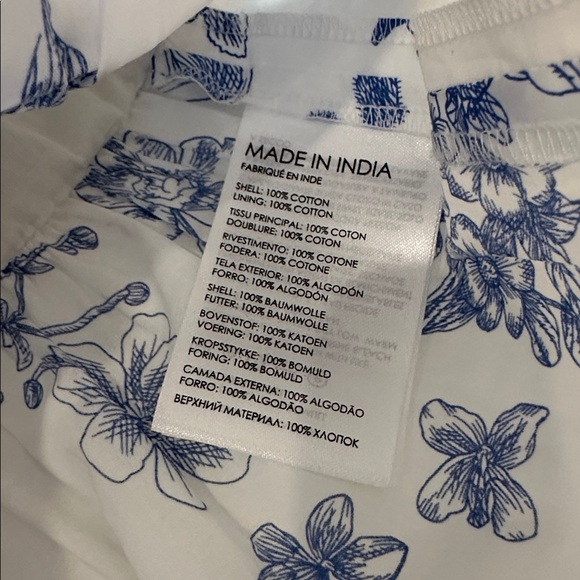 MADE IN INDIA
FABRIQUÉ EN INDE
SHELL: 100% COTTON
LINING: 100% COTTON
TISSU PRINCIPAL: 100% COTON
DOUBLURE: 100% COTON
RIVESTIMENTO: 100% COTONE
FODERA: 100% COTONE
TELA EXTERIOR: 100% ALGODÓN
FORRO: 100% ALGODÓN
SHELL: 100% BAUMWOLLE
FUTTER: 100% BAUMWOLLE
BOVENSTOF: 100% KATOEN
VOERING: 100% KATOEN
KROPSSTYKKE: 100% BOMULD
FORING: 100% BOMULD
CAMADA EXTERNA: 100% ALGODÃO
FORRO: 100% ALGODÃO
ВЕРХНИЙ МАТЕРИАЛ: 100% ХЛОПОК